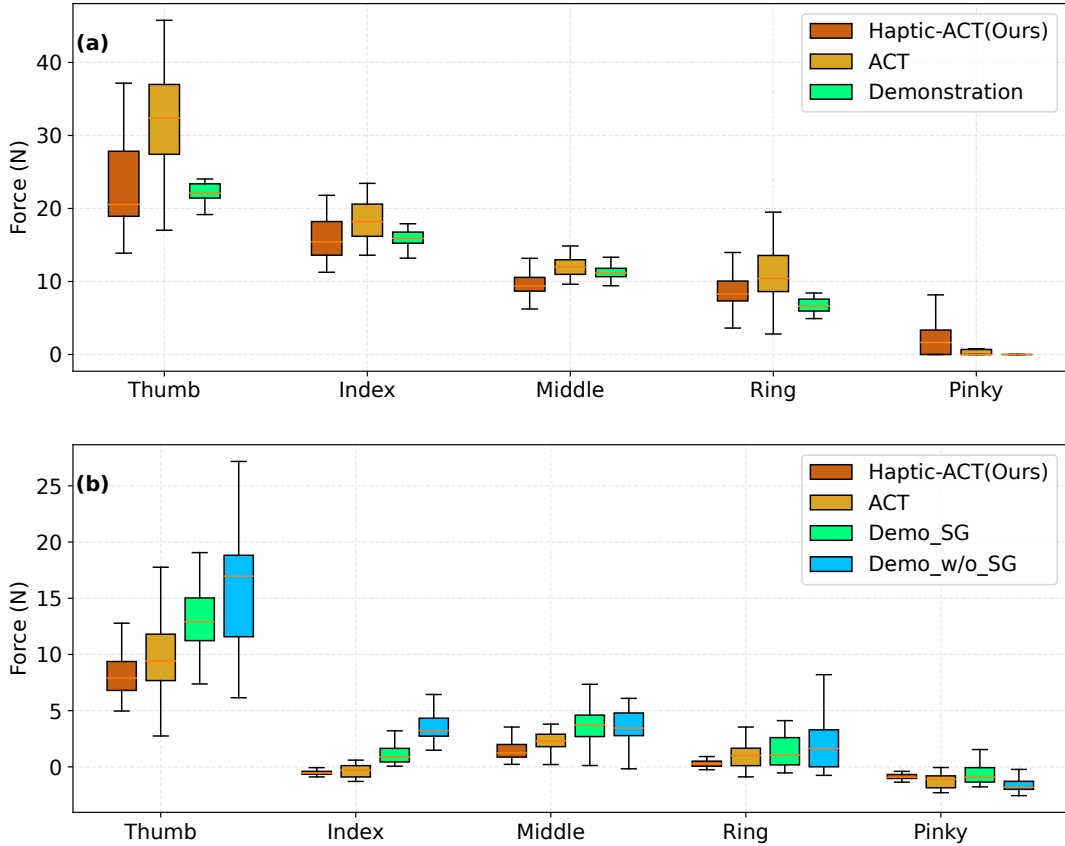 (a)
Force (N)
40
30
20
10
0
Haptic-ACT(Ours)
ACT
Demonstration
Thumb
Index
Middle
Ring
Pinky
(b)
Force (N)
25
20
15
10
5
0
Haptic-ACT(Ours)
ACT
Demo_SG
Demo_w/o_SG
Thumb
Index
Middle
Ring
Pinky